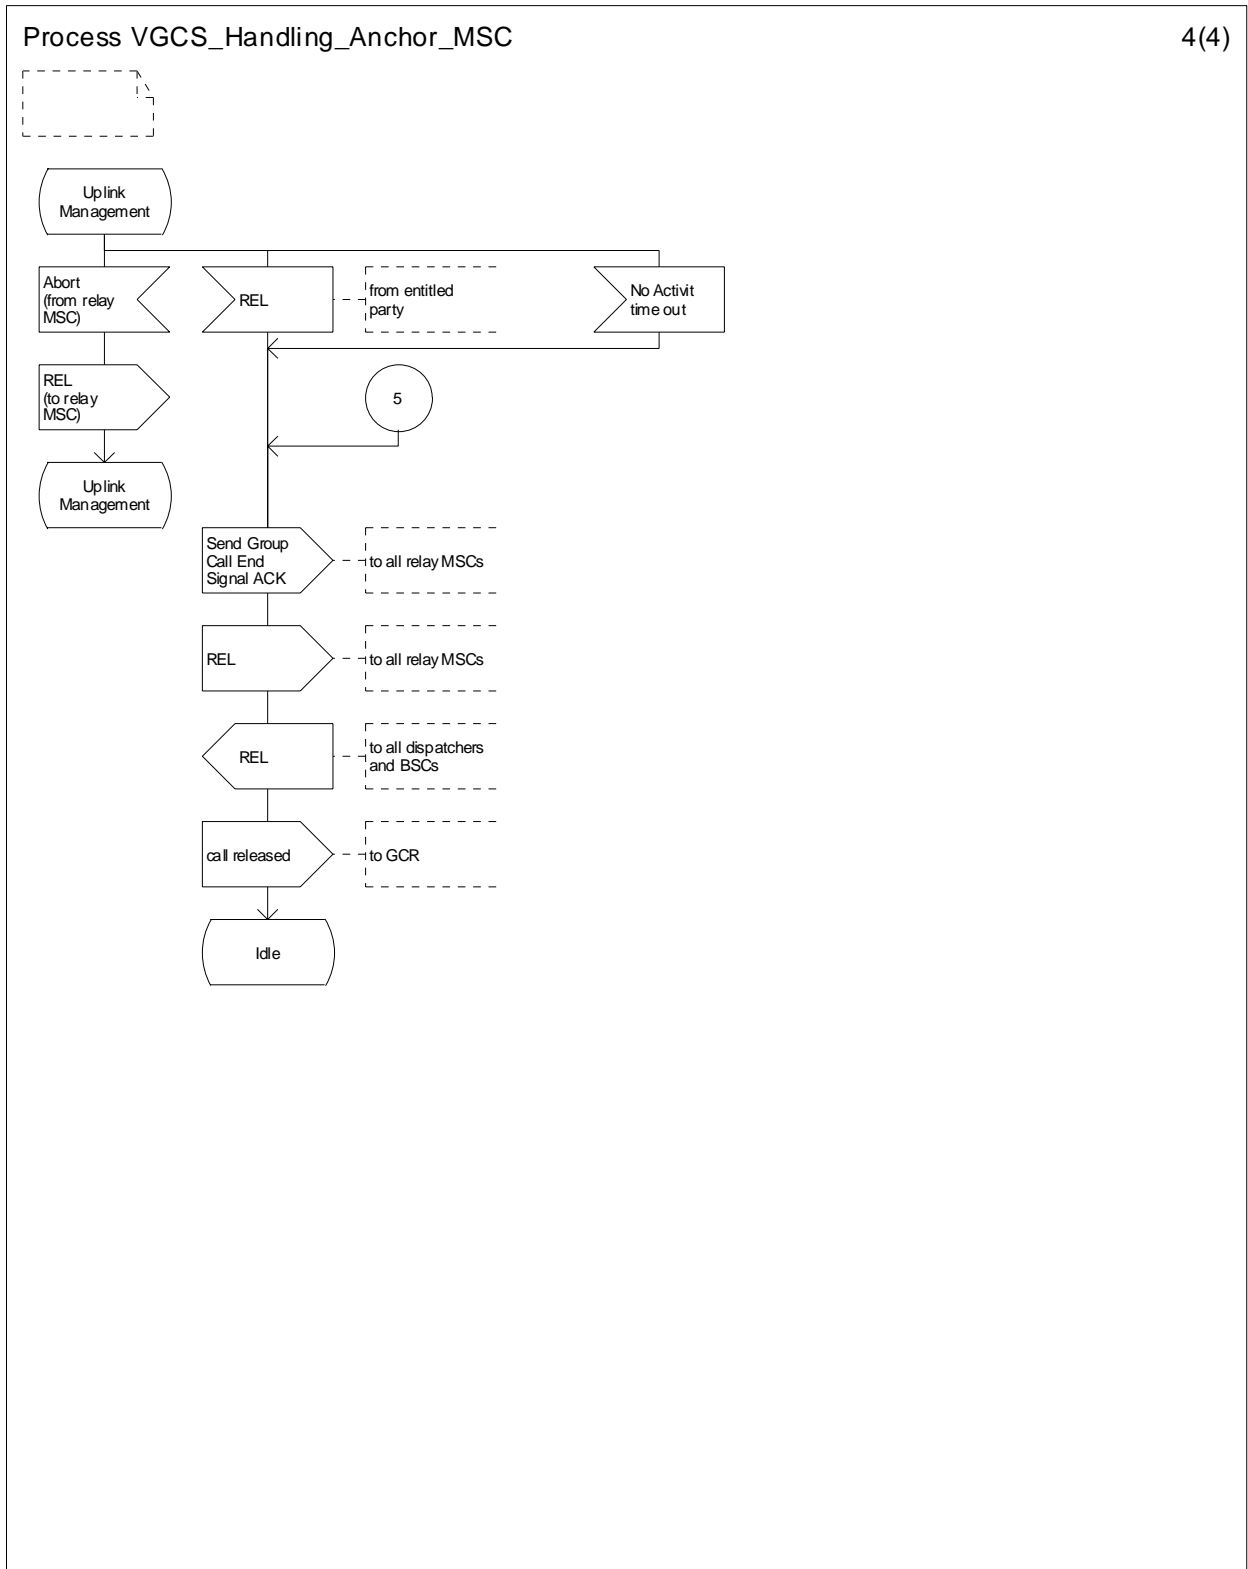 Process VGCS_Handling_Anchor_MSC
4(4)
Uplink
Management
Abort
(from relay
MSC)
REL
from entitled
party
No Activit
time out
REL
(to relay
MSC)
5
Uplink
Management
Send Group
Call End
Signal ACK
to all relay MSCs
REL
to all relay MSCs
REL
to all dispatchers
and BSCs
call released
to GCR
Idle